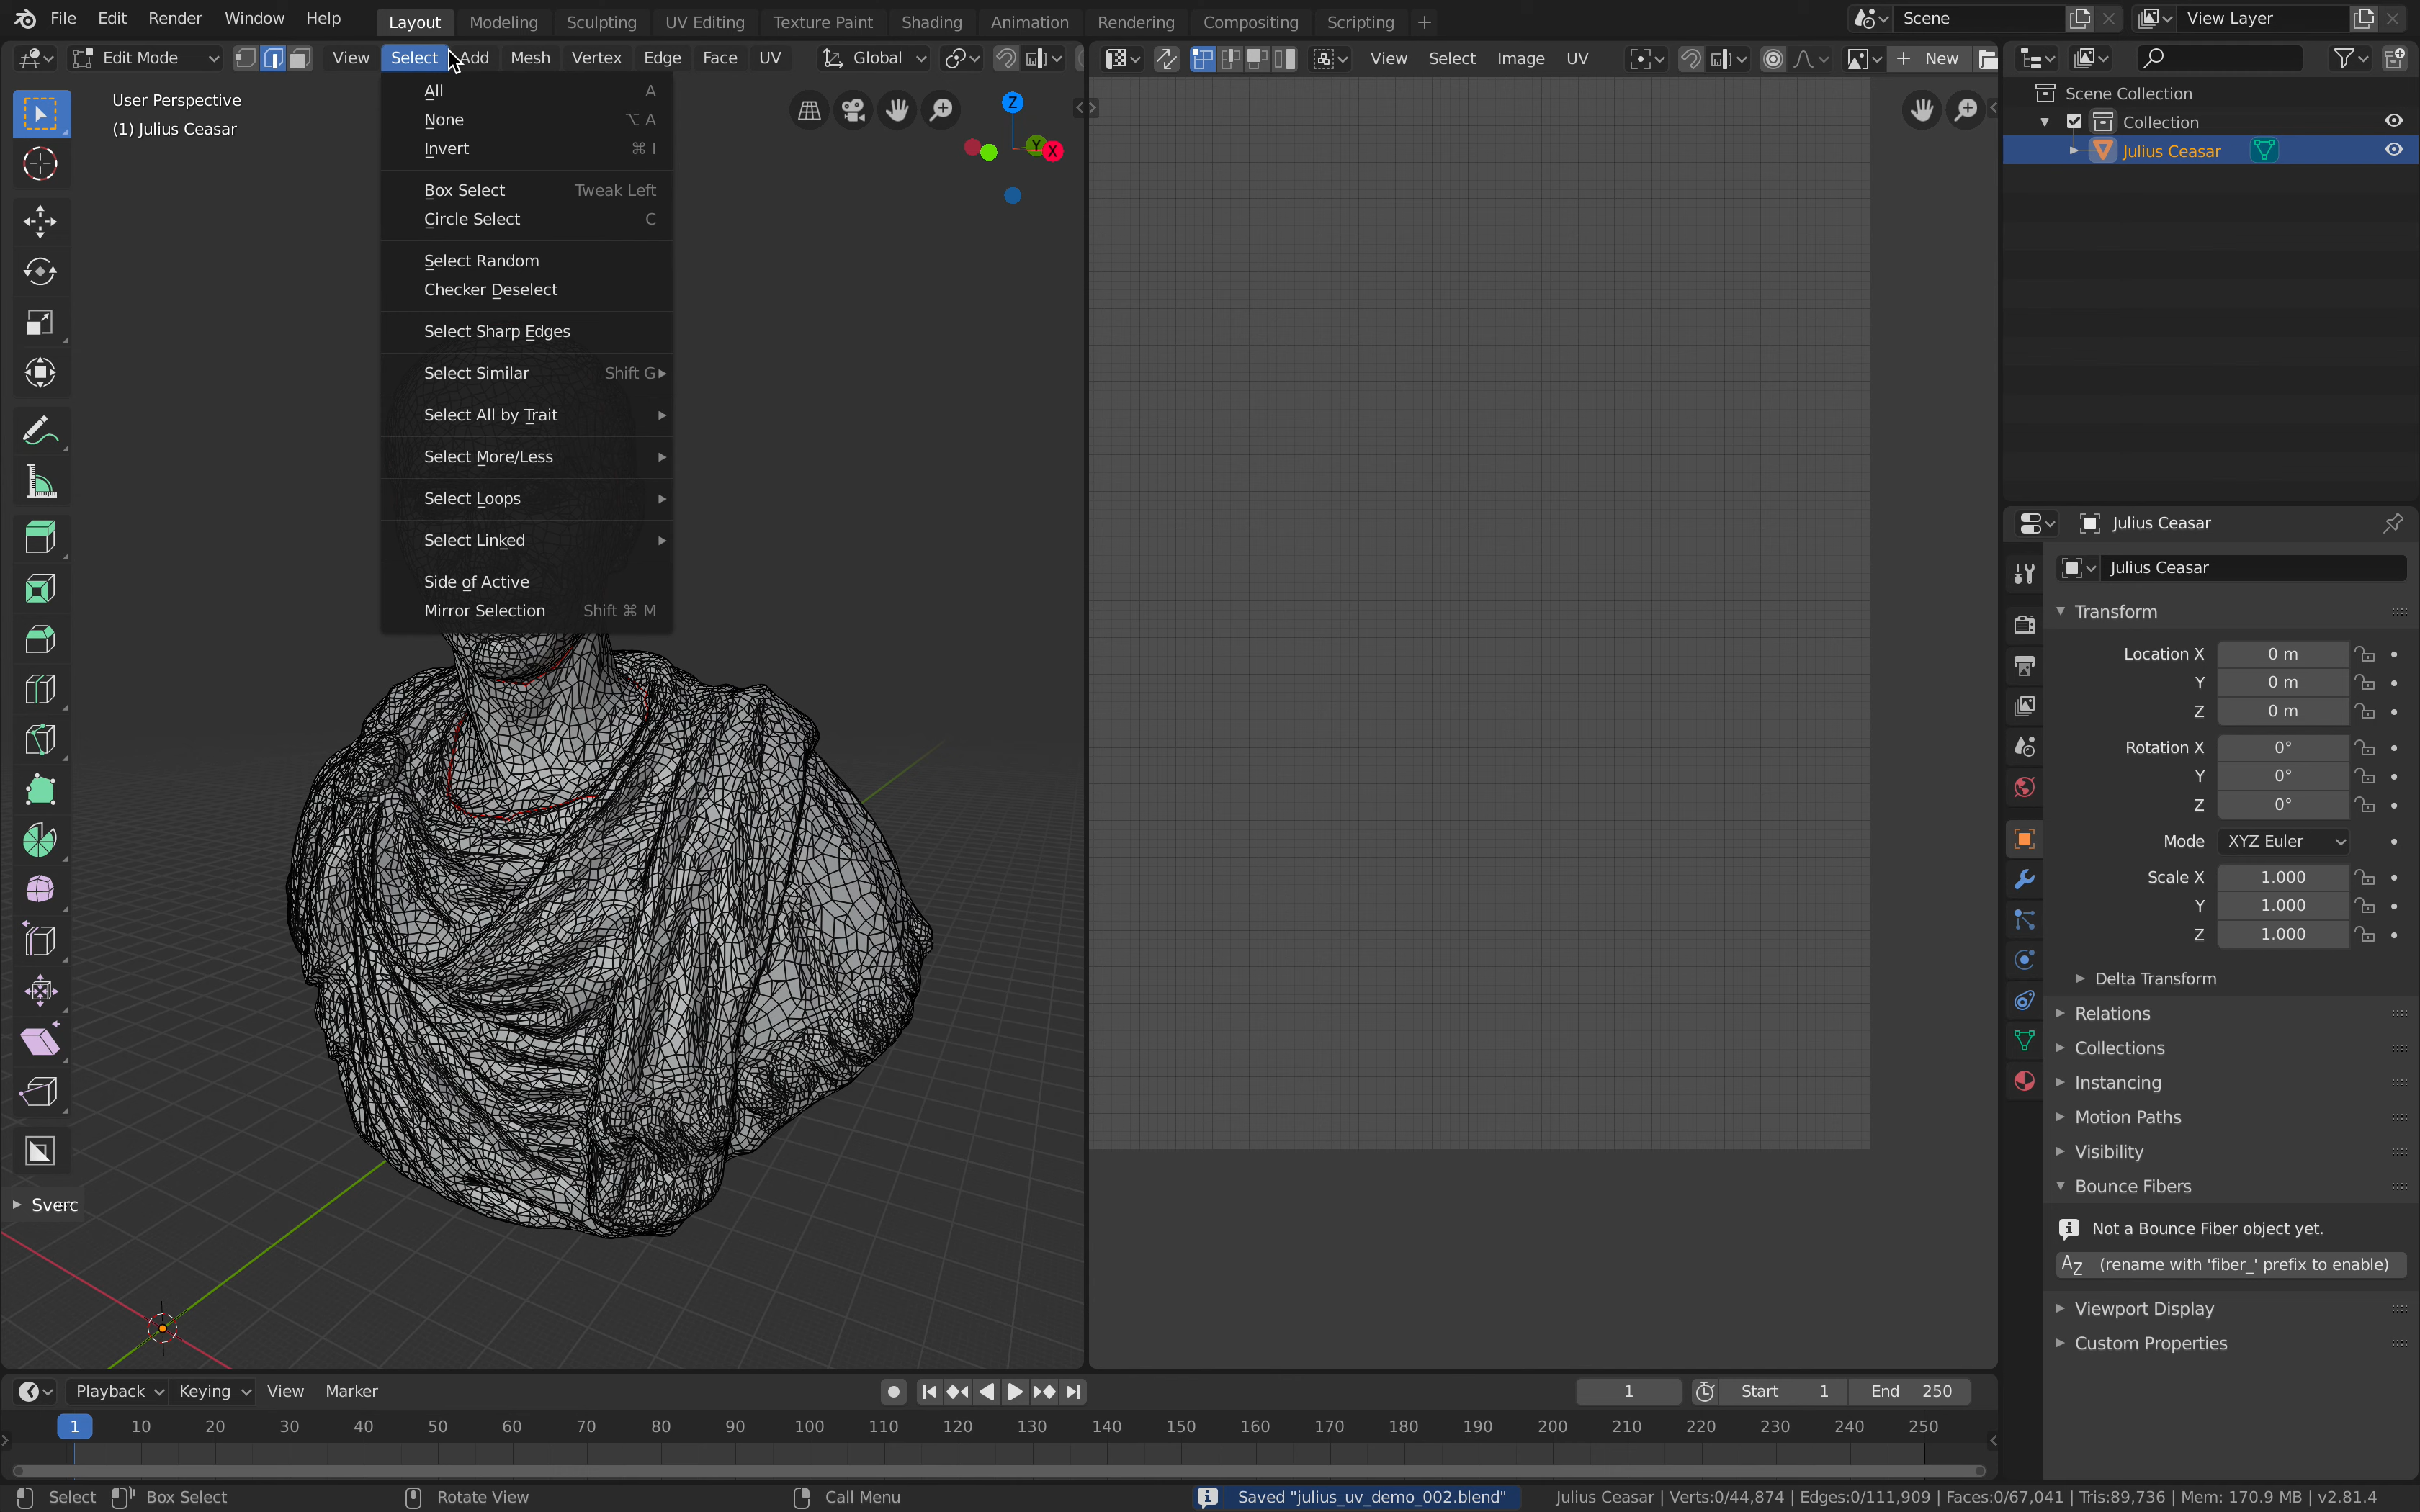 File Edit Render Window Help Layout Modeling Sculpting UV Editing Texture Paint Shading Animation Rendering Compositing Scripting + Scene View Layer
Edit Mode View Select Add Mesh Vertex Edge Face UV Global View Select Image UV + New
User Perspective
(1) Julius Ceasar
All A
None ⌥ A
Invert ⌘ I
Box Select Tweak Left
Circle Select C
Select Random
Checker Deselect
Select Sharp Edges
Select Similar Shift G
Select All by Trait
Select More/Less
Select Loops
Select Linked
Side of Active
Mirror Selection Shift ⌘ M
Z
Y
X
Scene Collection
Collection
Julius Ceasar
Julius Ceasar
Julius Ceasar
Transform
Location X 0 m
Y 0 m
Z 0 m
Rotation X 0°
Y 0°
Z 0°
Mode XYZ Euler
Scale X 1.000
Y 1.000
Z 1.000
Delta Transform
Relations
Collections
Instancing
Motion Paths
Visibility
Bounce Fibers
Not a Bounce Fiber object yet.
AZ (rename with 'fiber_' prefix to enable)
Viewport Display
Custom Properties
Playback Keying View Marker 1 Start 1 End 250
1 10 20 30 40 50 60 70 80 90 100 110 120 130 140 150 160 170 180 190 200 210 220 230 240 250
Select Box Select Rotate View Call Menu Saved "julius_uv_demo_002.blend" Julius Ceasar | Verts:0/44,874 | Edges:0/111,909 | Faces:0/67,041 | Tris:89,736 | Mem: 170.9 MB | v2.81.4